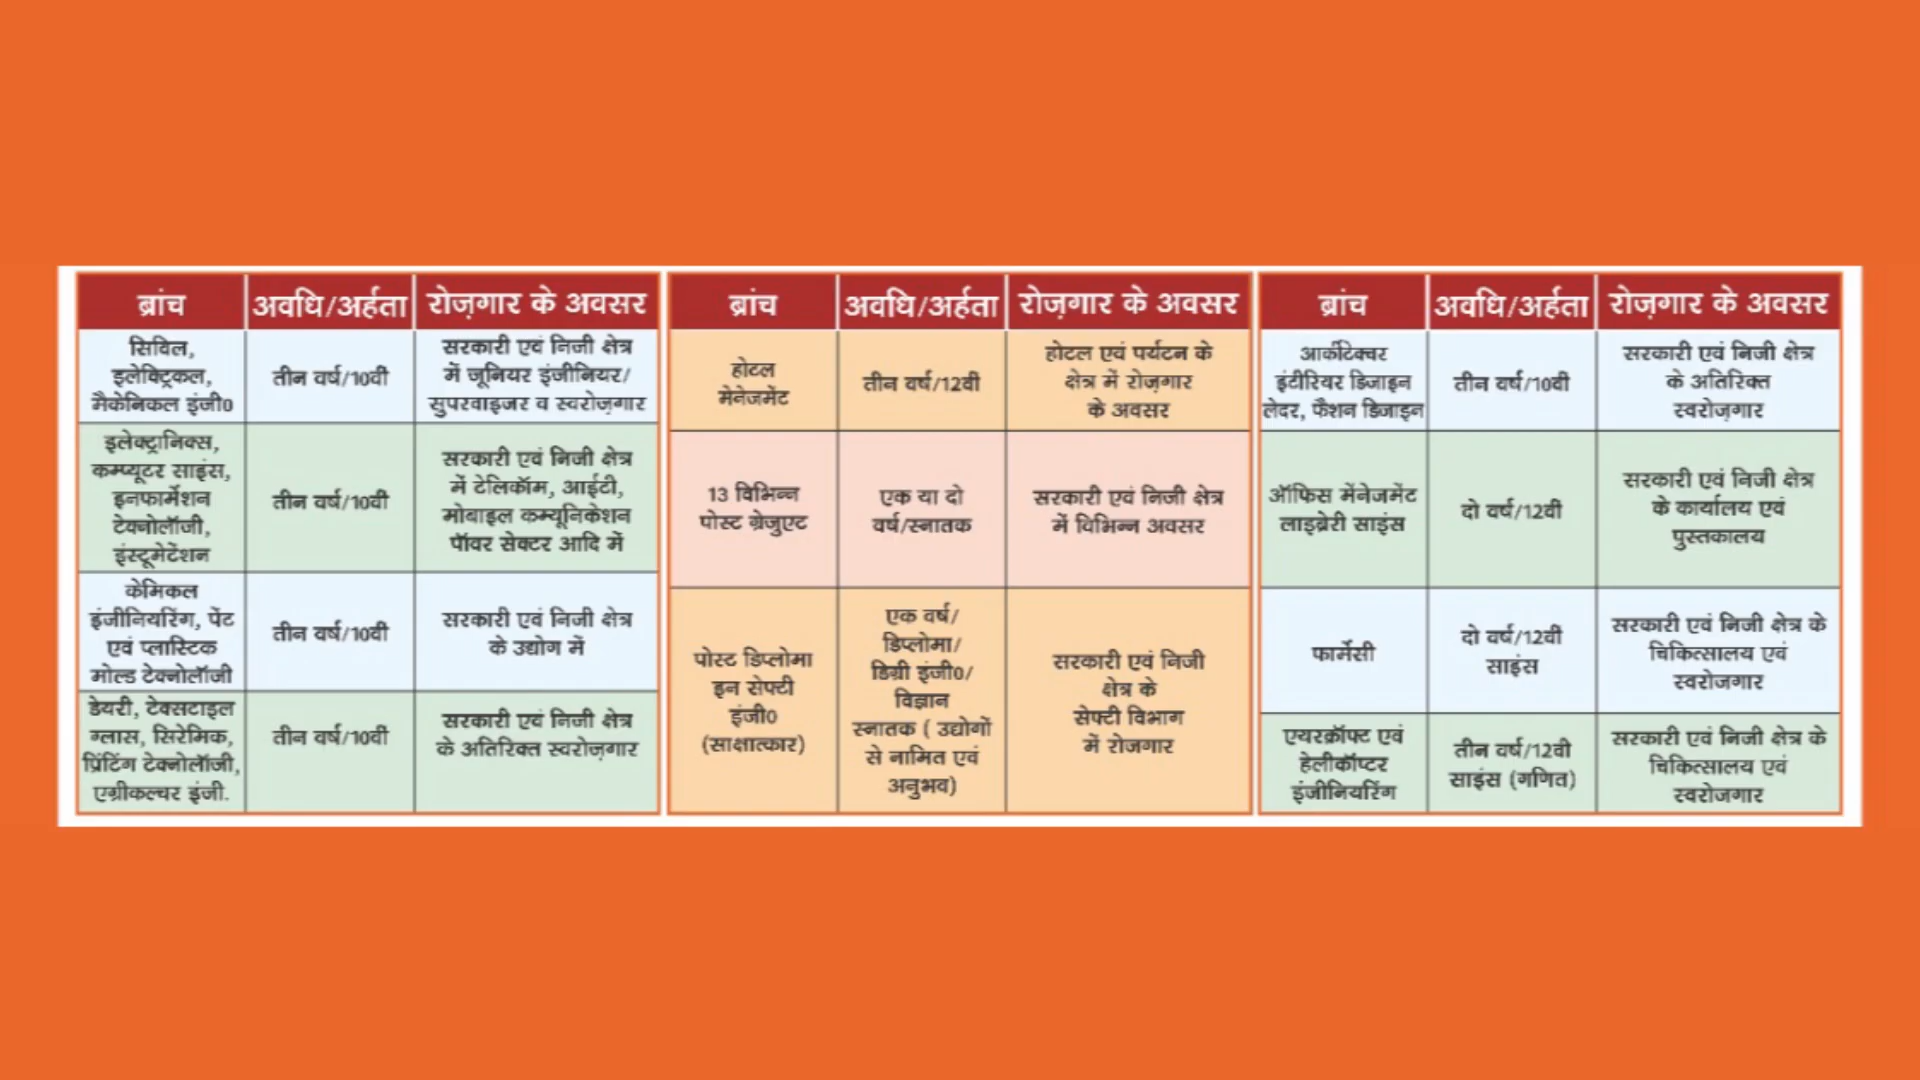 ब्रांच
अवधि/अर्हता
रोज़गार के अवसर
सिविल,
इलेक्ट्रिकल,
मैकेनिकल इंजी0
तीन वर्ष/10वीं
सरकारी एवं निजी क्षेत्र
में जूनियर इंजीनियर/
सुपरवाइजर व स्वरोज़गार
इलेक्ट्रानिक्स,
कम्प्यूटर साइंस,
इनफार्मेशन
टेक्नोलॉजी,
इंस्टूमेटेंशन
तीन वर्ष/10वीं
सरकारी एवं निजी क्षेत्र
में टेलिकॉम, आईटी,
मोबाइल कम्यूनिकेशन
पॉवर सेक्टर आदि में
केमिकल
इंजीनियरिंग, पेंट
एवं प्लास्टिक
मोल्ड टेक्नोलॉजी
तीन वर्ष/10वीं
सरकारी एवं निजी क्षेत्र
के उद्योग में
डेयरी, टेक्सटाइल
ग्लास, सिरेमिक,
प्रिंटिंग टेक्नोलॉजी,
एग्रीकल्चर इंजी.
तीन वर्ष/10वीं
सरकारी एवं निजी क्षेत्र
के अतिरिक्त स्वरोज़गार
ब्रांच
अवधि/अर्हता
रोज़गार के अवसर
होटल
मेनेजमेंट
तीन वर्ष/12वीं
होटल एवं पर्यटन के
क्षेत्र में रोज़गार
के अवसर
13 विभिन्न
पोस्ट ग्रेजुएट
एक या दो
वर्ष/स्नातक
सरकारी एवं निजी क्षेत्र
में विभिन्न अवसर
पोस्ट डिप्लोमा
इन सेफ्टी
इंजी0
(साक्षात्कार)
एक वर्ष/
डिप्लोमा/
डिग्री इंजी0/
विज्ञान
स्नातक ( उद्योगों
से नामित एवं
अनुभव)
सरकारी एवं निजी
क्षेत्र के
सेफ्टी विभाग
में रोजगार
ब्रांच
अवधि/अर्हता
रोज़गार के अवसर
आर्कीटेक्चर
इंटीरियर डिजाइन
लेदर, फैशन डिजाइन
तीन वर्ष/10वीं
सरकारी एवं निजी क्षेत्र
के अतिरिक्त
स्वरोज़गार
ऑफिस मेंनेजमेंट
लाइब्रेरी साइंस
दो वर्ष/12वीं
सरकारी एवं निजी क्षेत्र
के कार्यालय एवं
पुस्तकालय
फार्मेसी
दो वर्ष/12वीं
साइंस
सरकारी एवं निजी क्षेत्र के
चिकित्सालय एवं
स्वरोजगार
एयरक्रॉफ्ट एवं
हेलीकॉप्टर
इंजीनियरिंग
तीन वर्ष/12वीं
साइंस (गणित)
सरकारी एवं निजी क्षेत्र के
चिकित्सालय एवं
स्वरोजगार